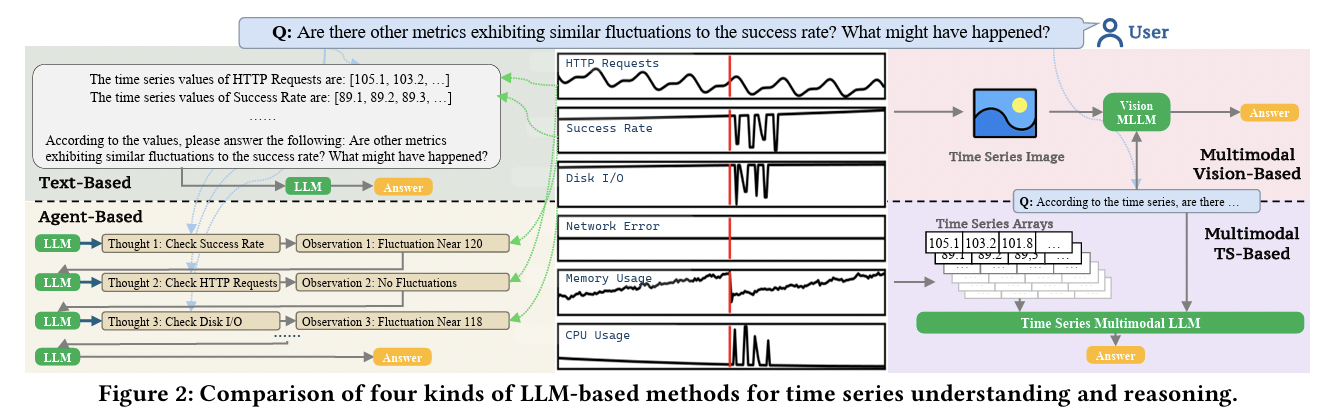 Q: Are there other metrics exhibiting similar fluctuations to the success rate? What might have happened?
User
The time series values of HTTP Requests are: [105.1, 103.2, …]
The time series values of Success Rate are: [89.1, 89.2, 89.3, …]
……
According to the values, please answer the following: Are other metrics
exhibiting similar fluctuations to the success rate? What might have happened?
Text-Based
LLM
Answer
Agent-Based
LLM
Thought 1: Check Success Rate
Observation 1: Fluctuation Near 120
LLM
Thought 2: Check HTTP Requests
Observation 2: No Fluctuations
LLM
Thought 3: Check Disk I/O
Observation 3: Fluctuation Near 118
……
LLM
Answer
HTTP Requests
Success Rate
Disk I/O
Network Error
Memory Usage
CPU Usage
Time Series Image
Vision
MLLM
Answer
Multimodal
Vision-Based
Q: According to the time series, are there …
Time Series Arrays
105.1 103.2 101.8 …
89.1 89.2 89.3 …
… … …
Multimodal
TS-Based
Time Series Multimodal LLM
Answer
Figure 2: Comparison of four kinds of LLM-based methods for time series understanding and reasoning.